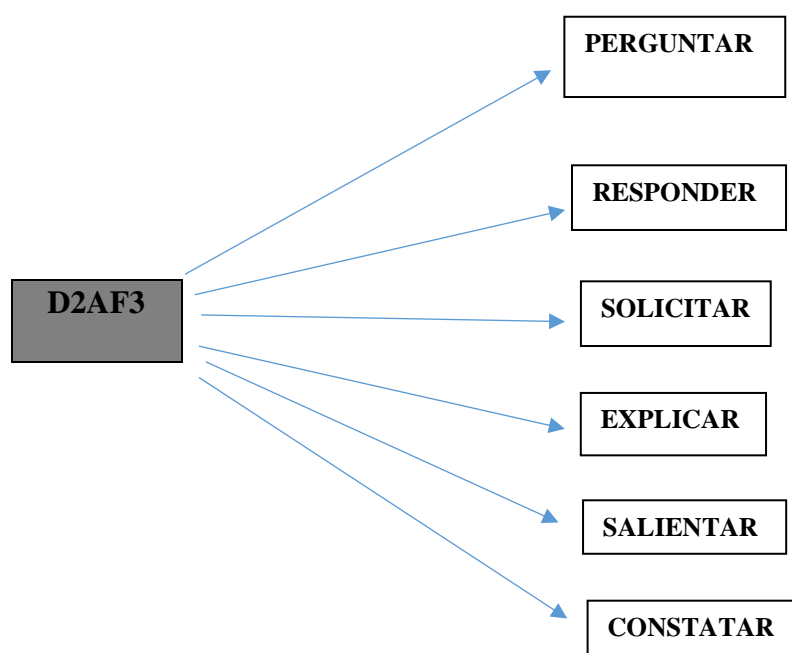 PERGUNTAR
RESPONDER
D2AF3
SOLICITAR
EXPLICAR
SALIENTAR
CONSTATAR